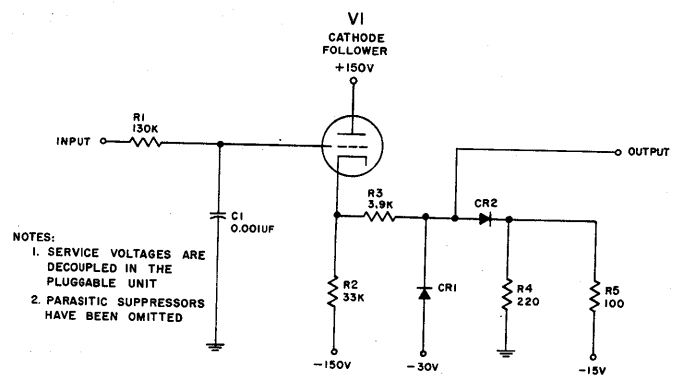 V1
CATHODE
FOLLOWER
+150V
R1
130K
INPUT
OUTPUT
R3
3.9K
CR2
C1
0.001UF
NOTES:
1. SERVICE VOLTAGES ARE
DECOUPLED IN THE
PLUGGABLE UNIT
2. PARASITIC SUPPRESSORS
HAVE BEEN OMITTED
R2
33K
CR1
R4
220
R5
100
-150V
-30V
-15V